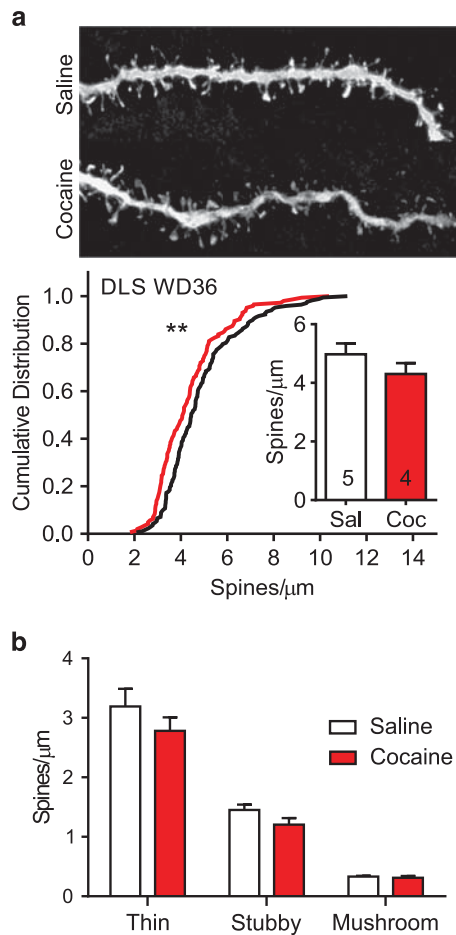 a
Saline
Cocaine
DLS WD36
**
Cumulative Distribution
1.0
0.8
0.6
0.4
0.2
0.0
0 2 4 6 8 10 12 14
Spines/μm
Spines/μm
6
4
2
0
5 4
Sal Coc
b
Spines/μm
4
3
2
1
0
Saline
Cocaine
Thin Stubby Mushroom